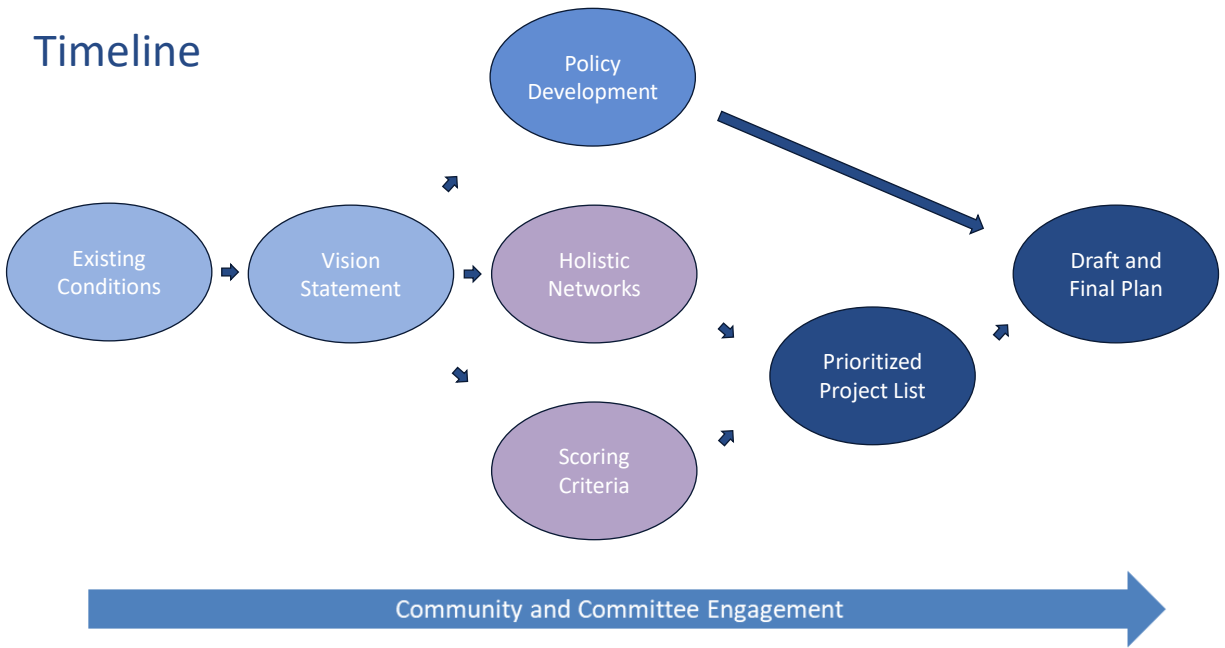 Timeline
Policy
Development
Existing
Conditions
Vision
Statement
Holistic
Networks
Draft and
Final Plan
Prioritized
Project List
Scoring
Criteria
Community and Committee Engagement